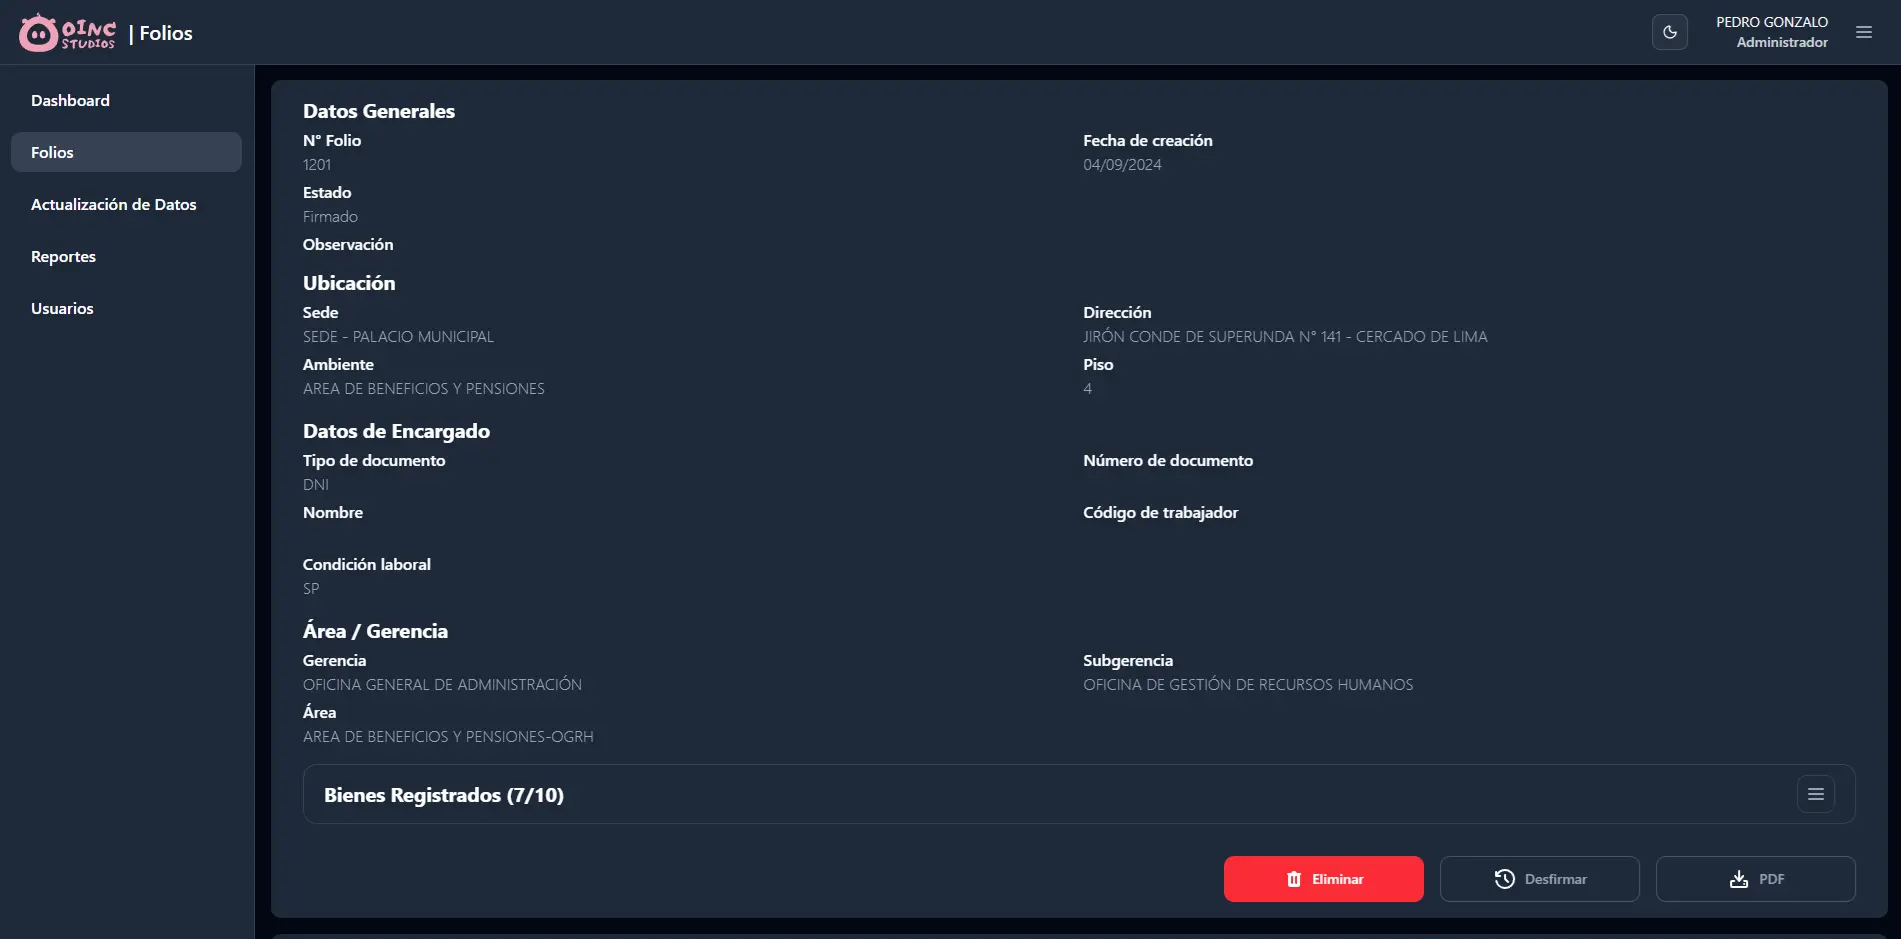 OINC
STUDIOS
| Folios
PEDRO GONZALO
Administrador
Dashboard
Folios
Actualización de Datos
Reportes
Usuarios
Datos Generales
N° Folio
1201
Fecha de creación
04/09/2024
Estado
Firmado
Observación
Ubicación
Sede
SEDE - PALACIO MUNICIPAL
Dirección
JIRÓN CONDE DE SUPERUNDA N° 141 - CERCADO DE LIMA
Ambiente
AREA DE BENEFICIOS Y PENSIONES
Piso
4
Datos de Encargado
Tipo de documento
DNI
Número de documento
Nombre
Código de trabajador
Condición laboral
SP
Área / Gerencia
Gerencia
OFICINA GENERAL DE ADMINISTRACIÓN
Subgerencia
OFICINA DE GESTIÓN DE RECURSOS HUMANOS
Área
AREA DE BENEFICIOS Y PENSIONES-OGRH
Bienes Registrados (7/10)
Eliminar
Desfirmar
PDF